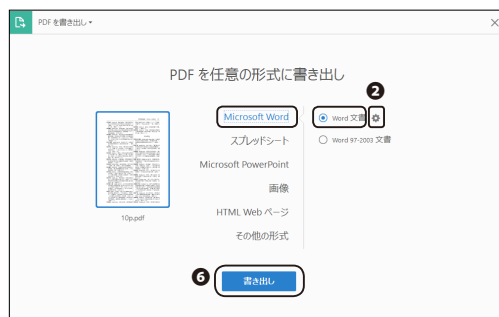 PDF を書き出し
PDF を任意の形式に書き出し
❷
Microsoft Word
Word 文書
スプレッドシート
Word 97-2003 文書
Microsoft PowerPoint
画像
HTML Web ページ
10p.pdf
その他の形式
❻
書き出し